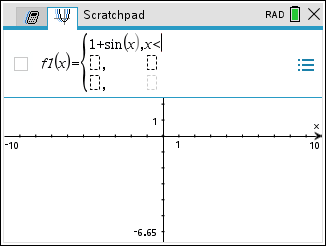 Scratchpad RAD
f1(x)={1+sin(x),x<
,
,
1
x
-10 1 10
-6.65